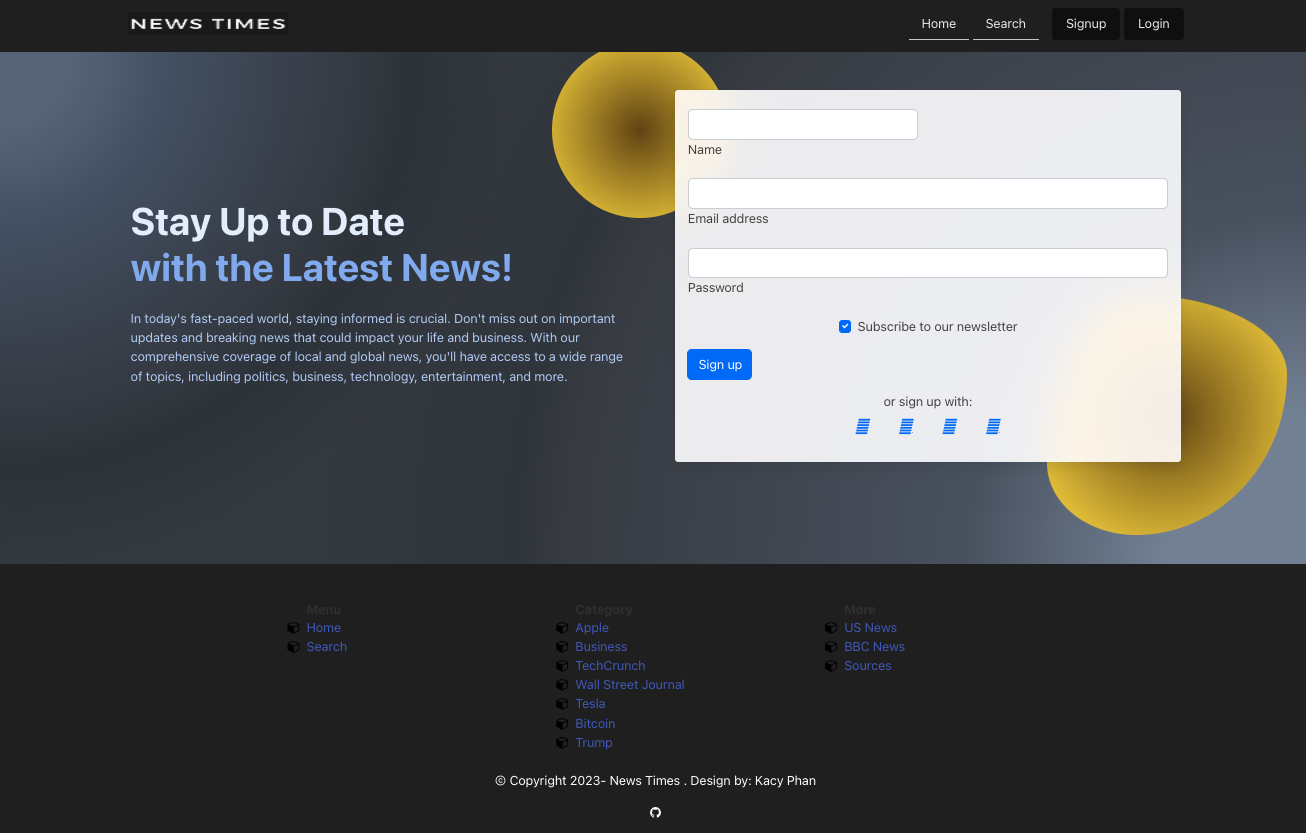 NEWS TIMES
Home
Search
Signup
Login
Stay Up to Date
with the Latest News!
In today's fast-paced world, staying informed is crucial. Don't miss out on important
updates and breaking news that could impact your life and business. With our
comprehensive coverage of local and global news, you'll have access to a wide range
of topics, including politics, business, technology, entertainment, and more.
Name
Email address
Password
Subscribe to our newsletter
Sign up
or sign up with:
Menu
Home
Search
Category
Apple
Business
TechCrunch
Wall Street Journal
Tesla
Bitcoin
Trump
More
US News
BBC News
Sources
© Copyright 2023- News Times . Design by: Kacy Phan